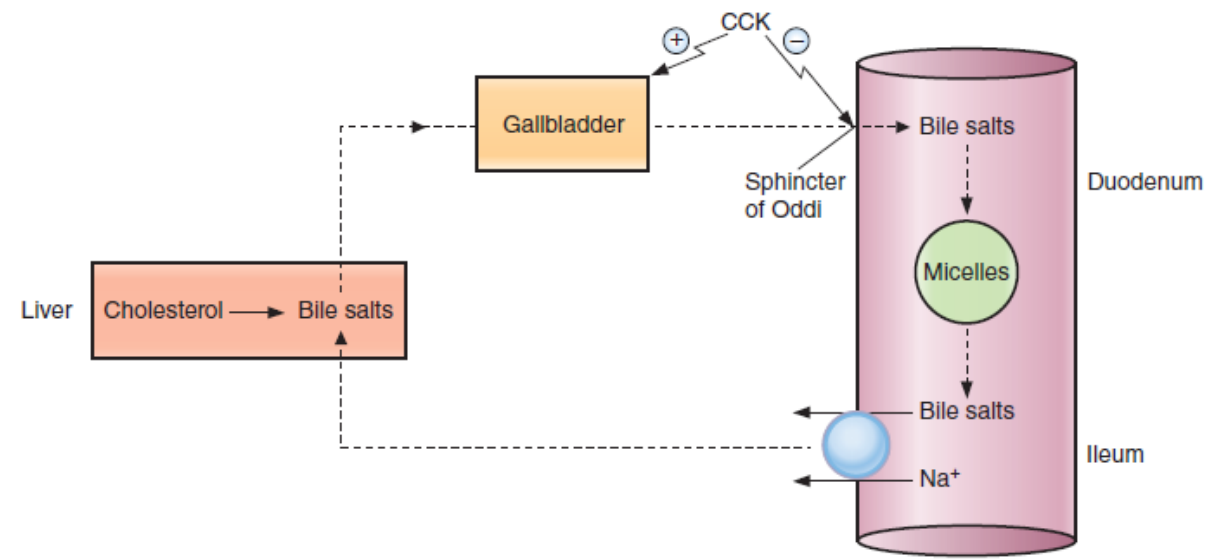 CCK
+
−
Gallbladder
Bile salts
Sphincter
of Oddi
Duodenum
Micelles
Liver
Cholesterol
Bile salts
Bile salts
Ileum
Na⁺